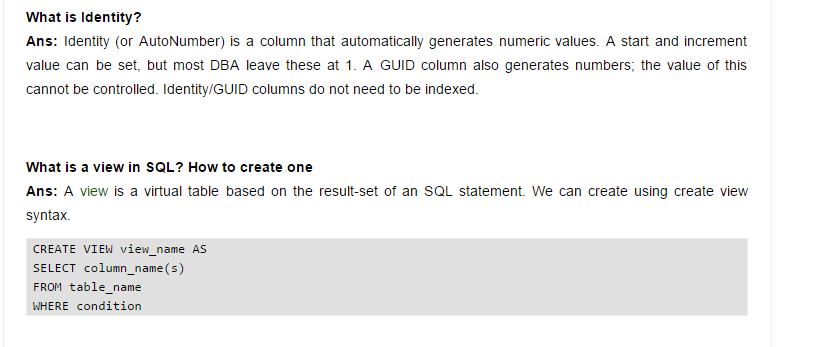 What is Identity?
Ans: Identity (or AutoNumber) is a column that automatically generates numeric values. A start and increment
value can be set, but most DBA leave these at 1. A GUID column also generates numbers; the value of this
cannot be controlled. Identity/GUID columns do not need to be indexed.
What is a view in SQL? How to create one
Ans: A view is a virtual table based on the result-set of an SQL statement. We can create using create view
syntax.
CREATE VIEW view_name AS
SELECT column_name(s)
FROM table_name
WHERE condition